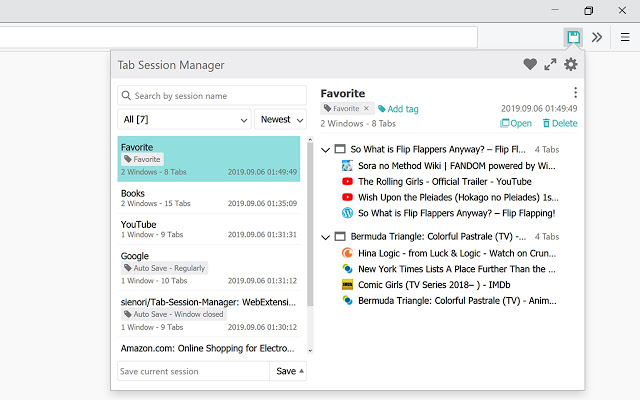 Tab Session Manager
Search by session name
All [7]
Newest
Favorite
Favorite
2 Windows - 8 Tabs
2019.09.06 01:49:49
Books
2 Windows - 15 Tabs
2019.09.06 01:35:09
YouTube
1 Window - 9 Tabs
2019.09.06 01:31:31
Google
Auto Save - Regularly
1 Window - 10 Tabs
2019.09.06 01:31:12
sienori/Tab-Session-Manager: WebExtensi...
Auto Save - Window closed
1 Window - 9 Tabs
2019.09.06 01:30:12
Amazon.com: Online Shopping for Electro...
Save current session
Save
Favorite
Favorite ×
Add tag
2019.09.06 01:49:49
2 Windows - 8 Tabs
Open
Delete
So What is Flip Flappers Anyway? – Flip Fl...
4 Tabs
Sora no Method Wiki | FANDOM powered by Wi...
The Rolling Girls - Official Trailer - YouTube
Wish Upon the Pleiades (Hokago no Pleiades) 1s...
So What is Flip Flappers Anyway? – Flip Flapping!
Bermuda Triangle: Colorful Pastrale (TV) -...
4 Tabs
Hina Logic - from Luck & Logic - Watch on Crun...
New York Times Lists A Place Further Than the ...
Comic Girls (TV Series 2018– ) - IMDb
Bermuda Triangle: Colorful Pastrale (TV) - Anim...